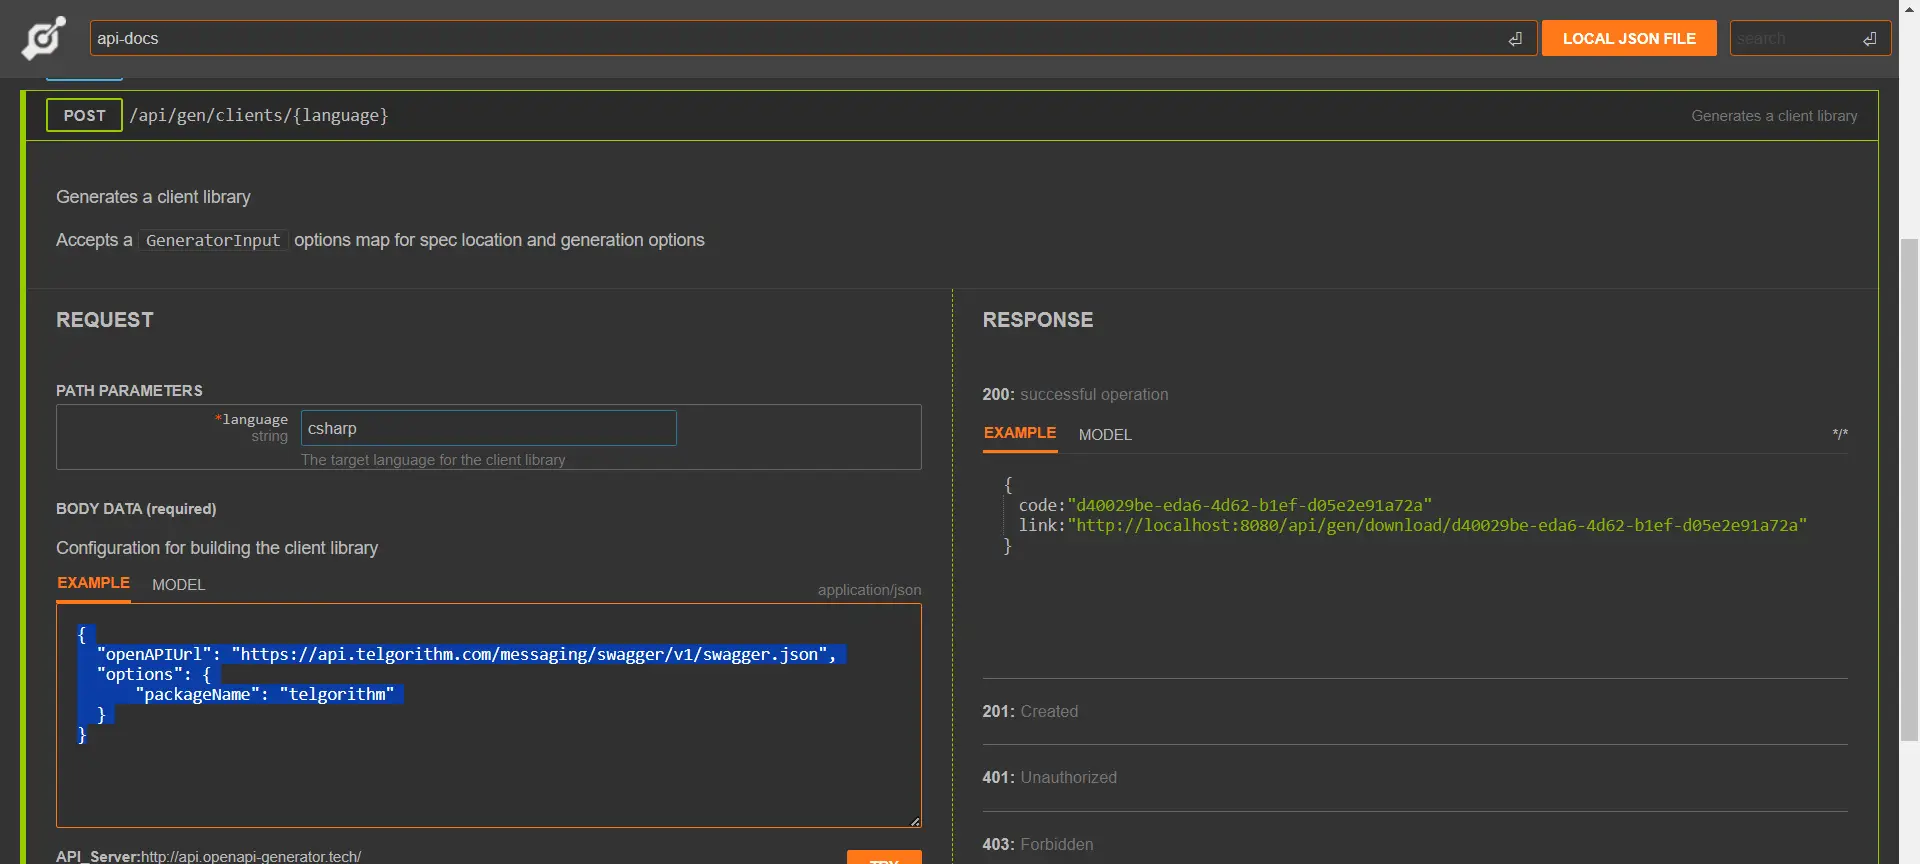 api-docs
LOCAL JSON FILE
search
POST /api/gen/clients/{language}
Generates a client library
Generates a client library
Accepts a GeneratorInput options map for spec location and generation options
REQUEST
PATH PARAMETERS
*language
string
csharp
The target language for the client library
BODY DATA (required)
Configuration for building the client library
EXAMPLE MODEL
application/json
{
"openAPIUrl": "https://api.telgorithm.com/messaging/swagger/v1/swagger.json",
"options": {
"packageName": "telgorithm"
}
}
API_Server:http://api.openapi-generator.tech/
TRY
RESPONSE
200: successful operation
EXAMPLE MODEL
*/*
{
code:"d40029be-eda6-4d62-b1ef-d05e2e91a72a"
link:"http://localhost:8080/api/gen/download/d40029be-eda6-4d62-b1ef-d05e2e91a72a"
}
201: Created
401: Unauthorized
403: Forbidden